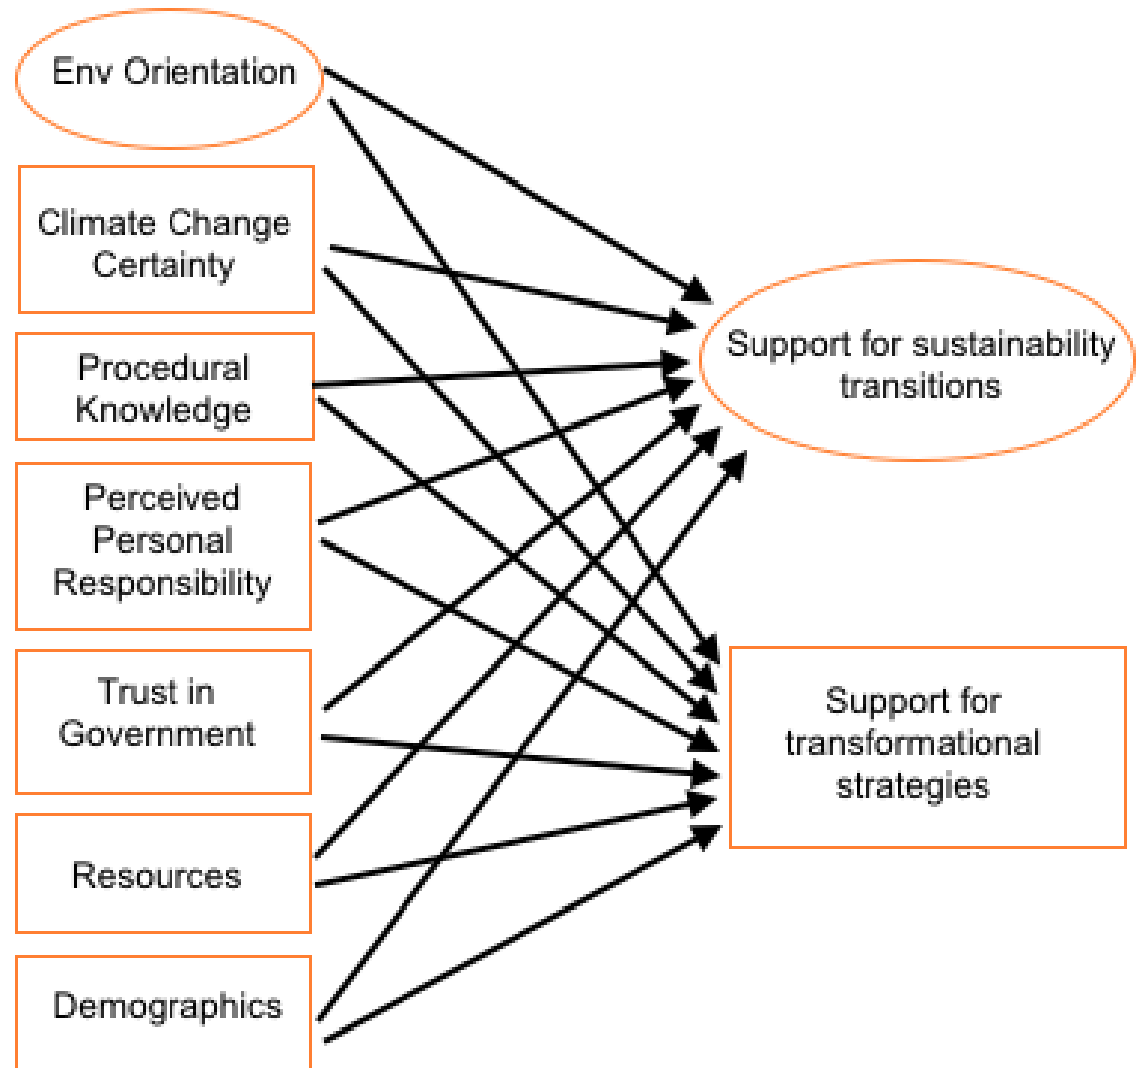 Env Orientation
Climate Change
Certainty
Procedural
Knowledge
Perceived
Personal
Responsibility
Trust in
Government
Resources
Demographics
Support for sustainability
transitions
Support for
transformational
strategies